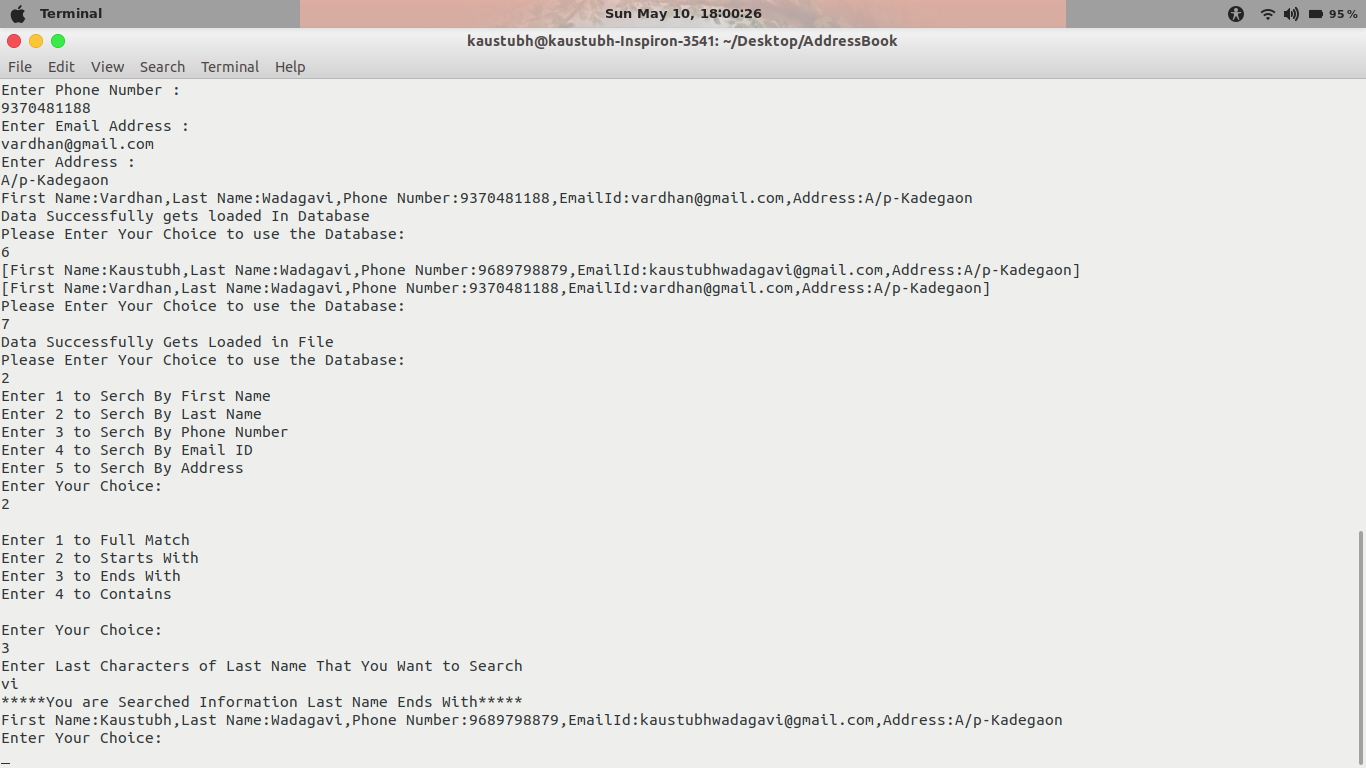 Terminal
Sun May 10, 18:00:26
95 %
kaustubh@kaustubh-Inspiron-3541: ~/Desktop/AddressBook
File Edit View Search Terminal Help
Enter Phone Number :
9370481188
Enter Email Address :
vardhan@gmail.com
Enter Address :
A/p-Kadegaon
First Name:Vardhan,Last Name:Wadagavi,Phone Number:9370481188,EmailId:vardhan@gmail.com,Address:A/p-Kadegaon
Data Successfully gets loaded In Database
Please Enter Your Choice to use the Database:
6
[First Name:Kaustubh,Last Name:Wadagavi,Phone Number:9689798879,EmailId:kaustubhwadagavi@gmail.com,Address:A/p-Kadegaon]
[First Name:Vardhan,Last Name:Wadagavi,Phone Number:9370481188,EmailId:vardhan@gmail.com,Address:A/p-Kadegaon]
Please Enter Your Choice to use the Database:
7
Data Successfully Gets Loaded in File
Please Enter Your Choice to use the Database:
2
Enter 1 to Serch By First Name
Enter 2 to Serch By Last Name
Enter 3 to Serch By Phone Number
Enter 4 to Serch By Email ID
Enter 5 to Serch By Address
Enter Your Choice:
2
Enter 1 to Full Match
Enter 2 to Starts With
Enter 3 to Ends With
Enter 4 to Contains
Enter Your Choice:
3
Enter Last Characters of Last Name That You Want to Search
vi
*****You are Searched Information Last Name Ends With*****
First Name:Kaustubh,Last Name:Wadagavi,Phone Number:9689798879,EmailId:kaustubhwadagavi@gmail.com,Address:A/p-Kadegaon
Enter Your Choice:
_